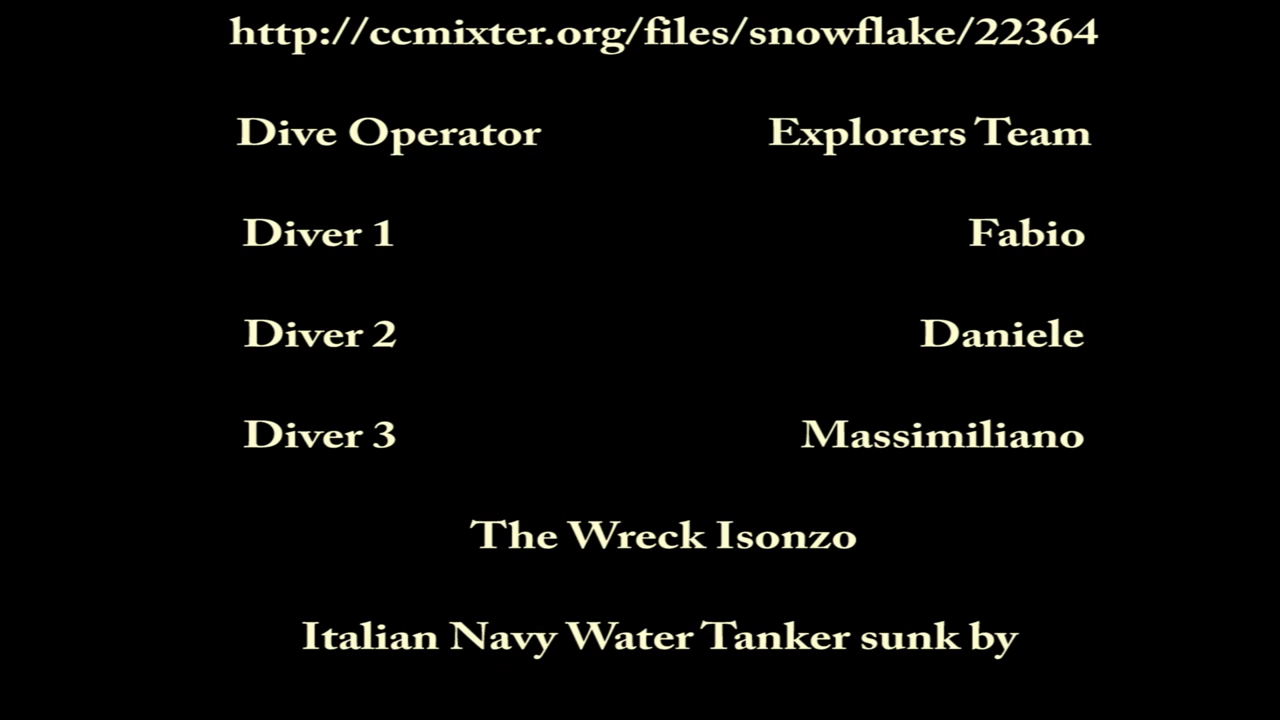 http://ccmixter.org/files/snowflake/22364
Dive Operator Explorers Team
Diver 1 Fabio
Diver 2 Daniele
Diver 3 Massimiliano
The Wreck Isonzo
Italian Navy Water Tanker sunk by